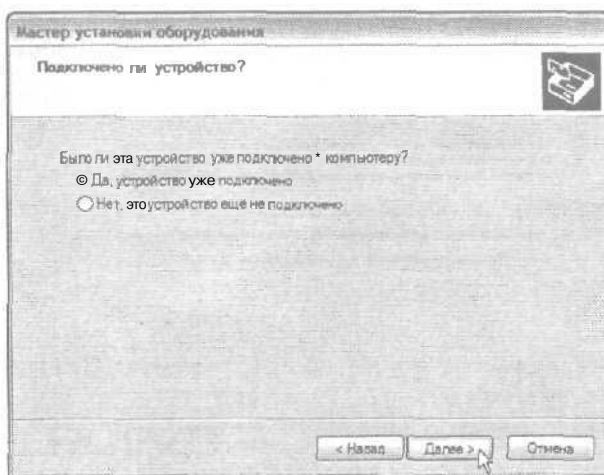 Мастер установки оборудования
Подключено ли устройство?
Было ли эта устройство уже подключено * компьютеру?
© Да, устройство уже подключено
Нет, это устройство ещё не подключено
< Назад
Далее >
Отмена